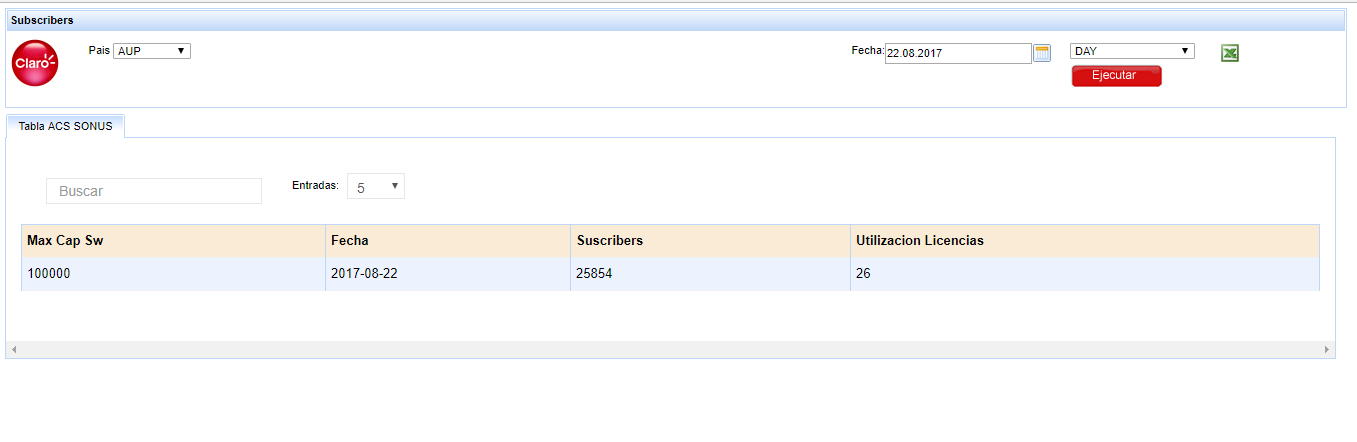 Subscribers
Claro
Pais AUP
Fecha: 22.08.2017 DAY
Ejecutar
Tabla ACS SONUS
Buscar Entradas: 5
Max Cap Sw Fecha Suscribers Utilizacion Licencias
100000 2017-08-22 25854 26